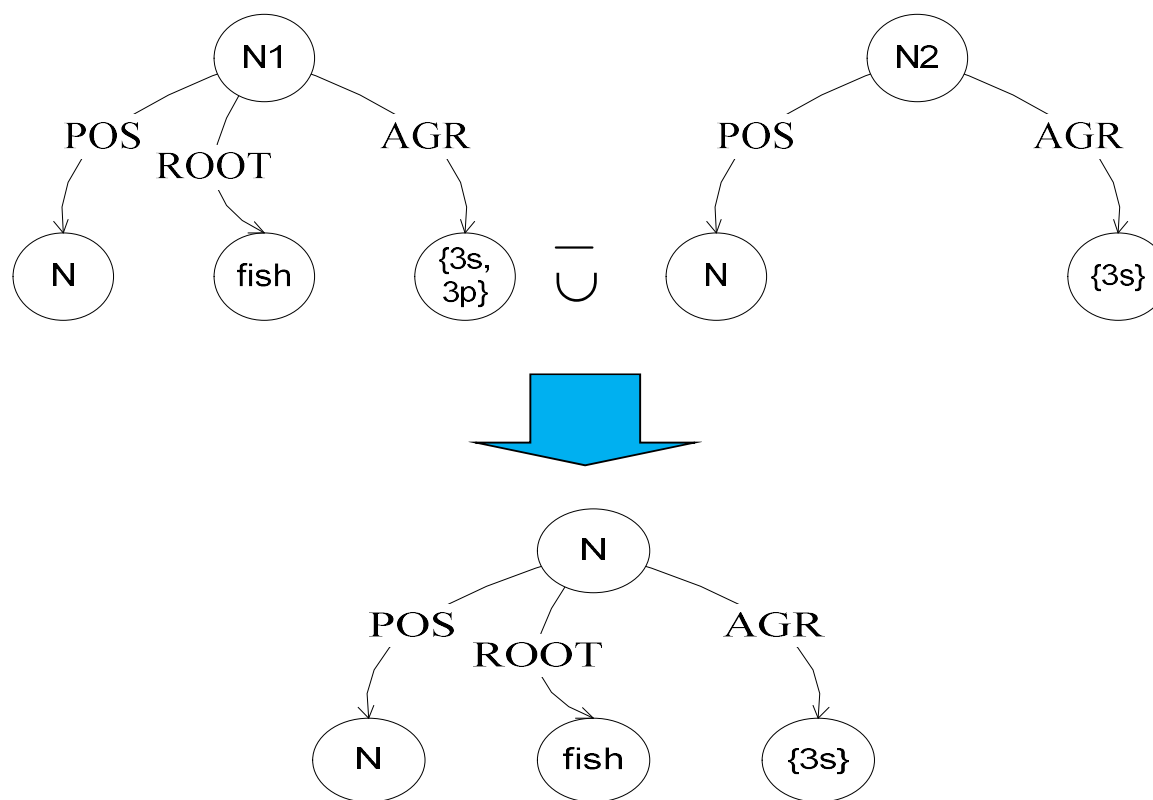 N1
N2
POS
AGR
POS
AGR
ROOT
N
fish
{3s,
3p}
N
{3s}
N
POS
AGR
ROOT
N
fish
{3s}